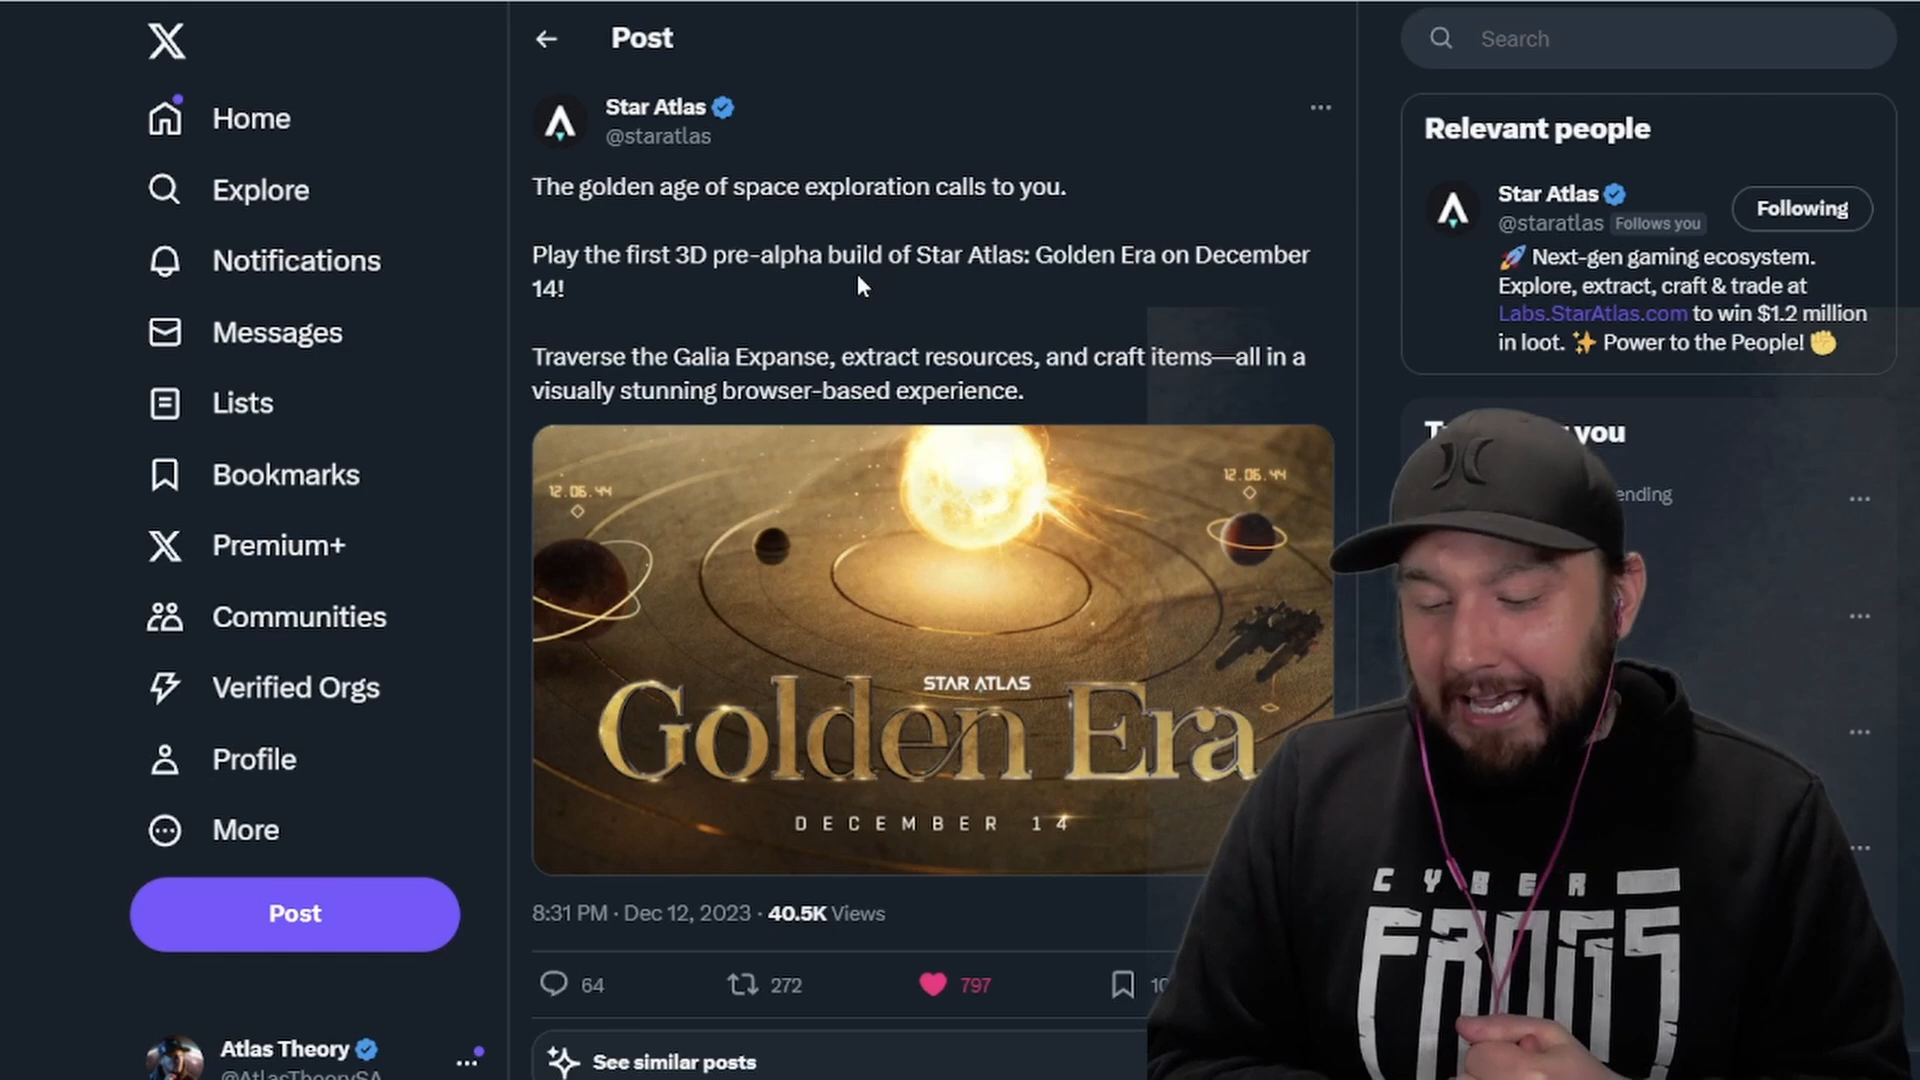 Home
Explore
Notifications
Messages
Lists
Bookmarks
Premium+
Communities
Verified Orgs
Profile
More
Post
Atlas Theory
@AtlasTheorySA
Post
Star Atlas
@staratlas
The golden age of space exploration calls to you.
Play the first 3D pre-alpha build of Star Atlas: Golden Era on December
14!
Traverse the Galia Expanse, extract resources, and craft items—all in a
visually stunning browser-based experience.
12.06.44
12.06.44
STAR ATLAS
Golden Era
DECEMBER 14
8:31 PM · Dec 12, 2023 · 40.5K Views
64 272 797
See similar posts
Search
Relevant people
Star Atlas
@staratlas Follows you
Following
🚀 Next-gen gaming ecosystem.
Explore, extract, craft & trade at
Labs.StarAtlas.com to win $1.2 million
in loot. ✨ Power to the People! ✊
you
CYBER
FROGS